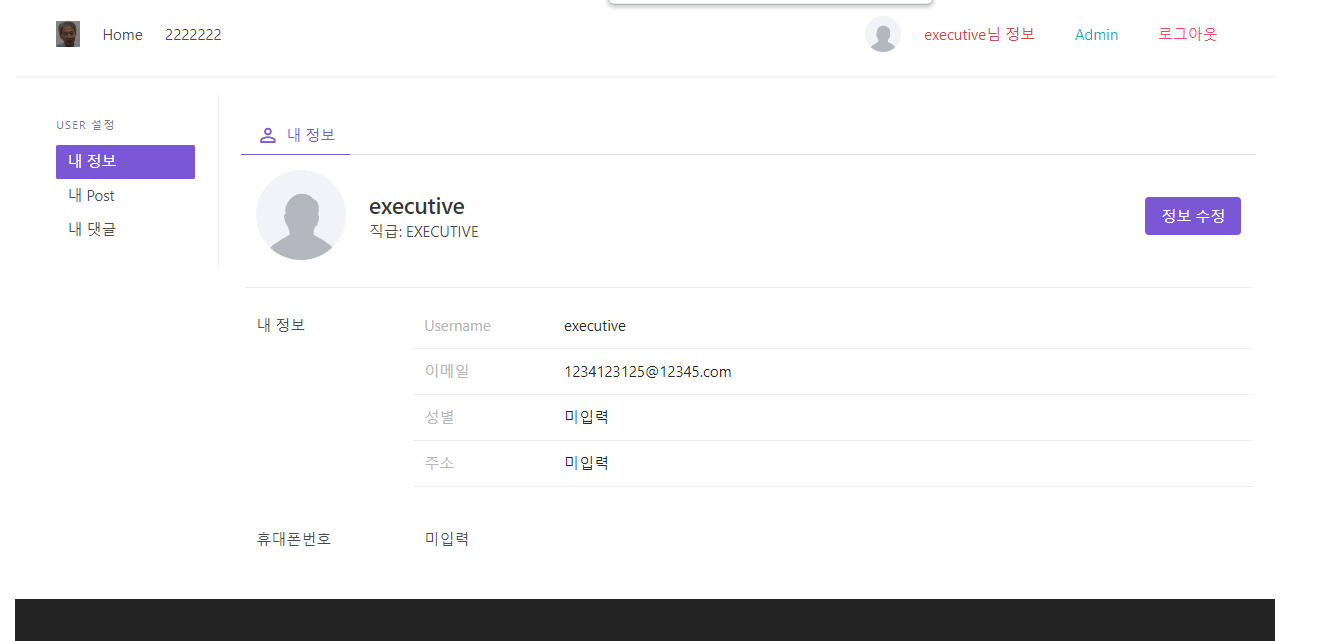 Home 2222222 executive님 정보 Admin 로그아웃
USER 설정
내 정보
내 Post
내 댓글
내 정보
executive
직급: EXECUTIVE
정보 수정
내 정보
Username executive
이메일 1234123125@12345.com
성별 미입력
주소 미입력
휴대폰번호 미입력